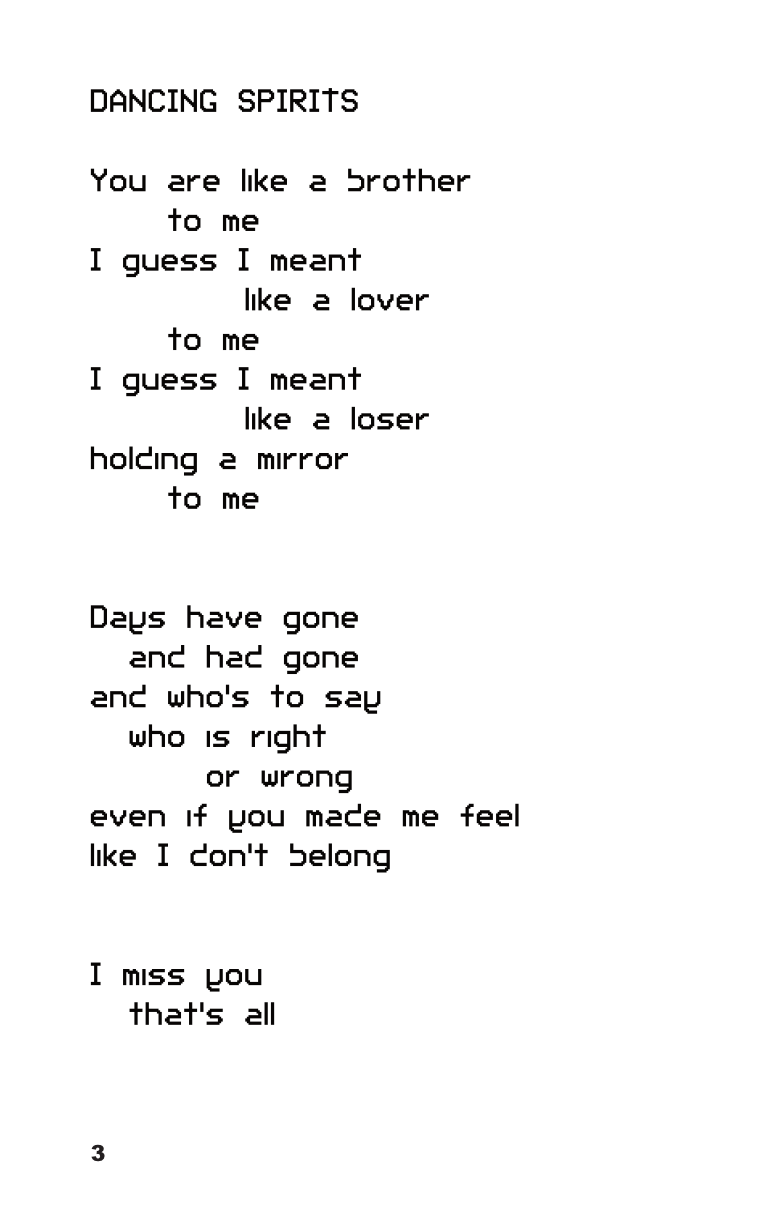 DANCING SPIRITS
You are like a brother
to me
I guess I meant
like a lover
to me
I guess I meant
like a loser
holding a mirror
to me
Days have gone
and had gone
and who's to say
who is right
or wrong
even if you made me feel
like I don't belong
I miss you
that's all
3